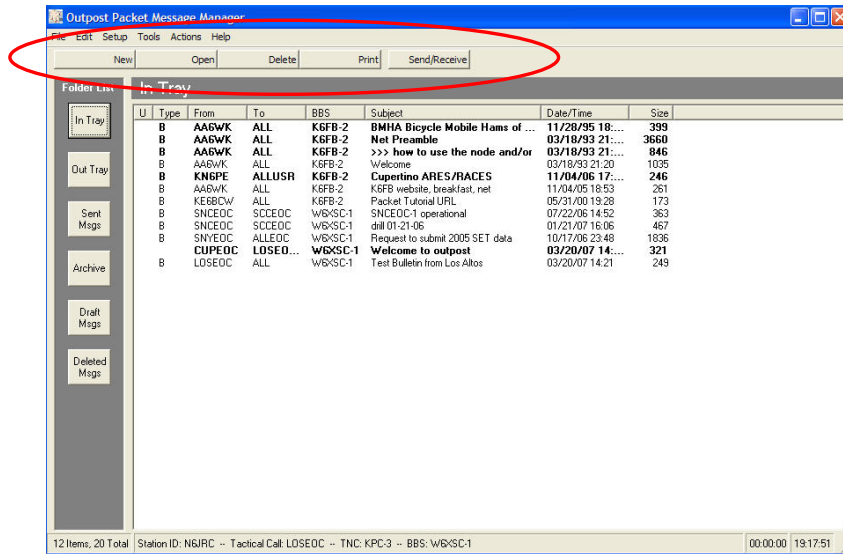 Outpost Packet Message Manager
File Edit Setup Tools Actions Help
New Open Delete Print Send/Receive
Folder List In Tray
U Type From To BBS Subject Date/Time Size
B AA6WK ALL K6FB-2 BMHA Bicycle Mobile Hams of ... 11/28/95 18:... 399
B AA6WK ALL K6FB-2 Net Preamble 03/18/93 21:... 3660
B AA6WK ALL K6FB-2 >>> how to use the node and/or 03/18/93 21:... 846
B AA6WK ALL K6FB-2 Welcome 03/18/93 21:20 1035
B KN6PE ALLUSR K6FB-2 Cupertino ARES/RACES 11/04/06 17:... 246
B AA6WK ALL K6FB-2 K6FB website, breakfast, net 11/04/05 18:53 261
B KE6BCW ALL K6FB-2 Packet Tutorial URL 05/31/00 19:28 173
B SNCEOC SCCEOC W6XSC-1 SNCEOC-1 operational 07/22/06 14:52 363
B SNCEOC SCCEOC W6XSC-1 drill 01-21-06 01/21/07 16:06 467
B SNYEOC ALLEOC W6XSC-1 Request to submit 2005 SET data 10/17/06 23:48 1836
CUPEOC LOSEO... W6XSC-1 Welcome to outpost 03/20/07 14:... 321
B LOSEOC ALL W6XSC-1 Test Bulletin from Los Altos 03/20/07 14:21 249
In Tray
Out Tray
Sent
Msgs
Archive
Draft
Msgs
Deleted
Msgs
12 Items, 20 Total Station ID: N6JRC -- Tactical Call: LOSEOC -- TNC: KPC-3 -- BBS: W6XSC-1 00:00:00 19:17:51